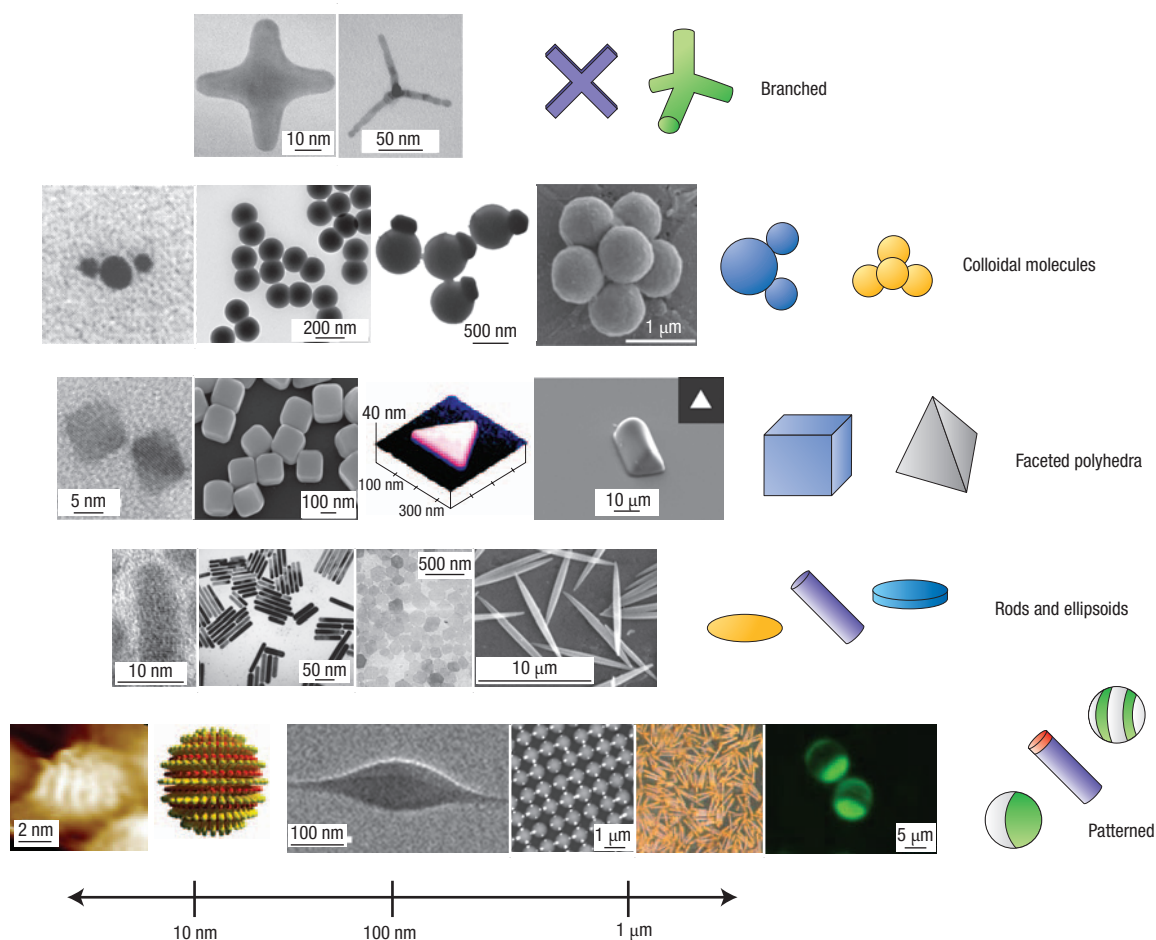 10 nm
50 nm
Branched
200 nm
500 nm
1 μm
Colloidal molecules
5 nm
100 nm
40 nm
100 nm
300 nm
10 μm
Faceted polyhedra
10 nm
50 nm
500 nm
10 μm
Rods and ellipsoids
2 nm
100 nm
1 μm
5 μm
Patterned
10 nm
100 nm
1 μm